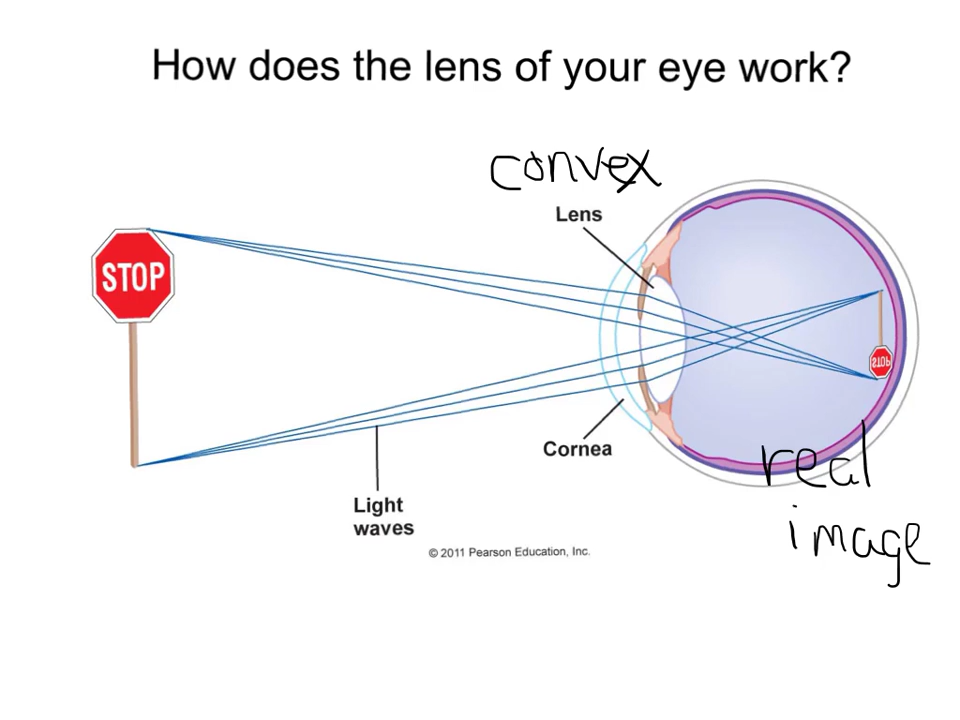 How does the lens of your eye work?
convex
Lens
STOP
STOP
Cornea
real
Light
waves
image
© 2011 Pearson Education, Inc.